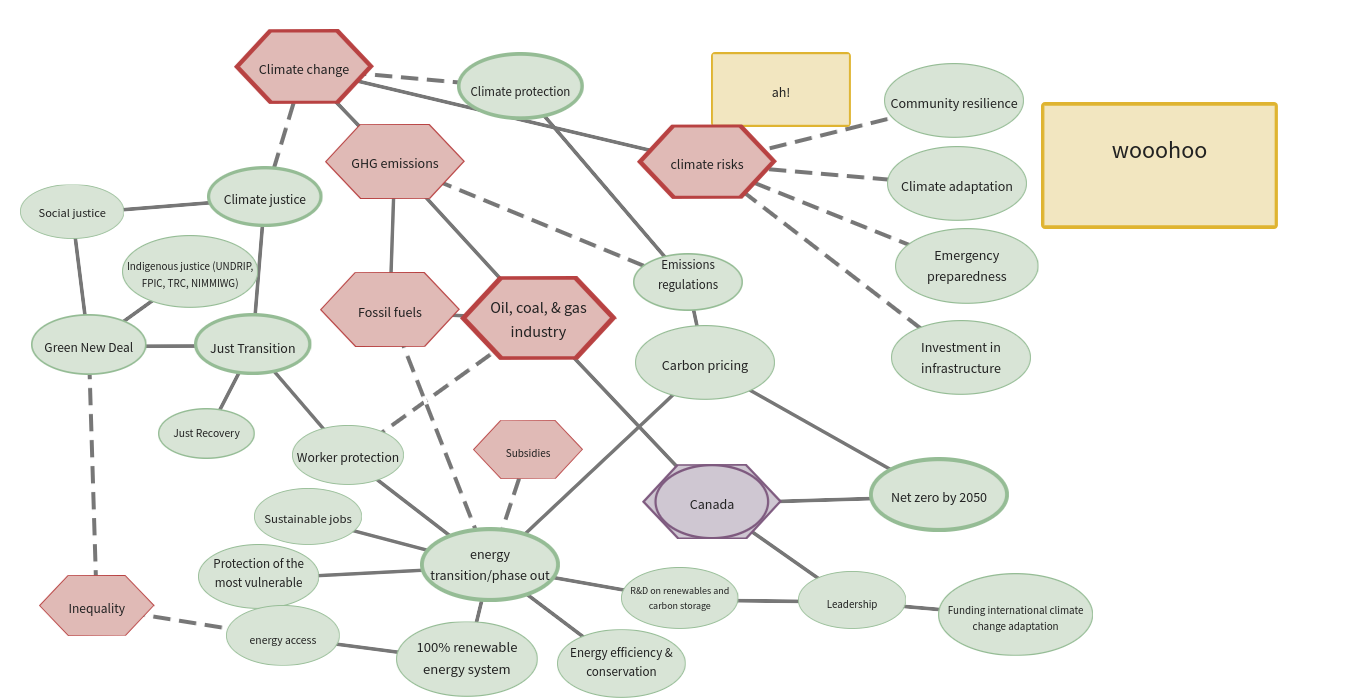 Climate change
Climate protection
ah!
Community resilience
wooohoo
GHG emissions
climate risks
Climate adaptation
Social justice
Climate justice
Indigenous justice (UNDRIP,
FPIC, TRC, NIMMIWG)
Emissions
regulations
Emergency
preparedness
Fossil fuels
Oil, coal, & gas
industry
Green New Deal
Just Transition
Carbon pricing
Investment in
infrastructure
Just Recovery
Worker protection
Subsidies
Canada
Net zero by 2050
Sustainable jobs
energy
transition/phase out
Protection of the
most vulnerable
R&D on renewables and
carbon storage
Leadership
Funding international climate
change adaptation
Inequality
energy access
100% renewable
energy system
Energy efficiency &
conservation